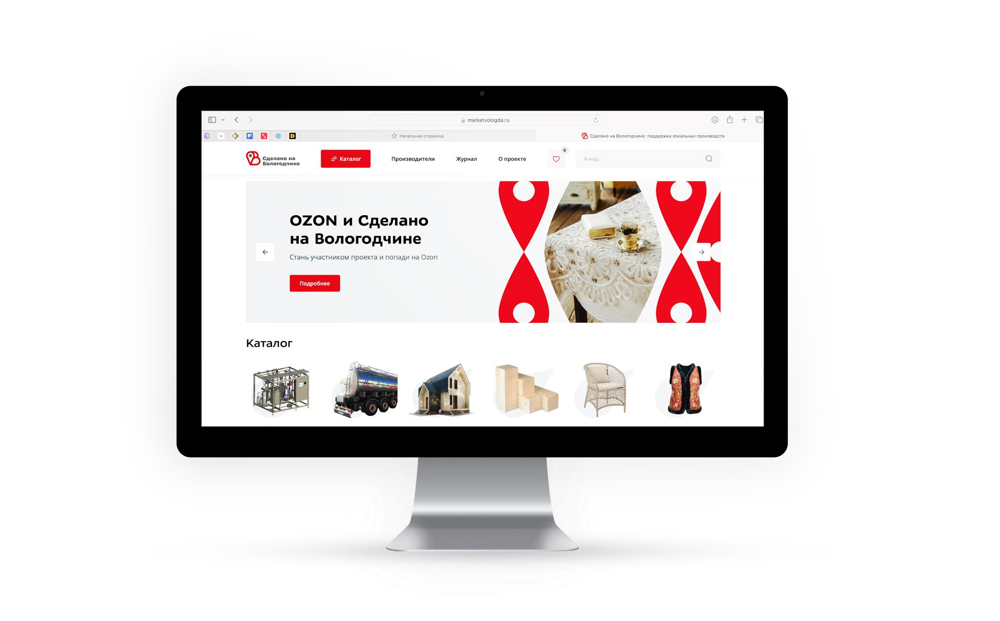 marketvologda.ru
Начальная страница
Сделано на Вологодчине: поддержка локальных производств
Сделано на
Вологодчине
Каталог
Производители
Журнал
О проекте
0
Я ищу...
OZON и Сделано
на Вологодчине
Стань участником проекта и попади на Ozon
Подробнее
Каталог